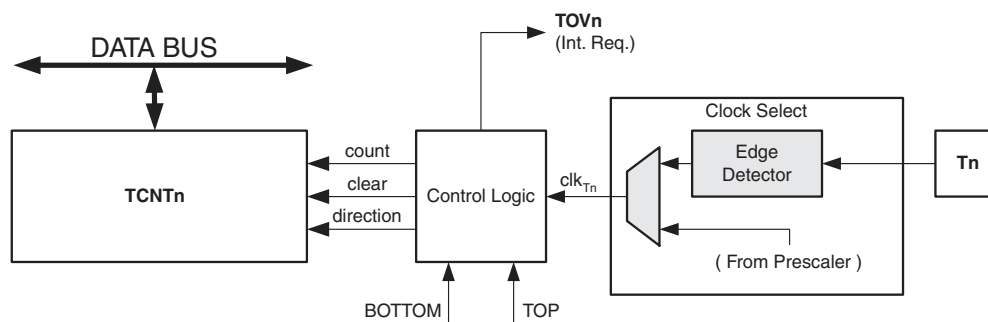 TOVn
(Int. Req.)
DATA BUS
Clock Select
TCNTn
count
clear
direction
Control Logic
clkTn
Edge
Detector
Tn
( From Prescaler )
BOTTOM
TOP